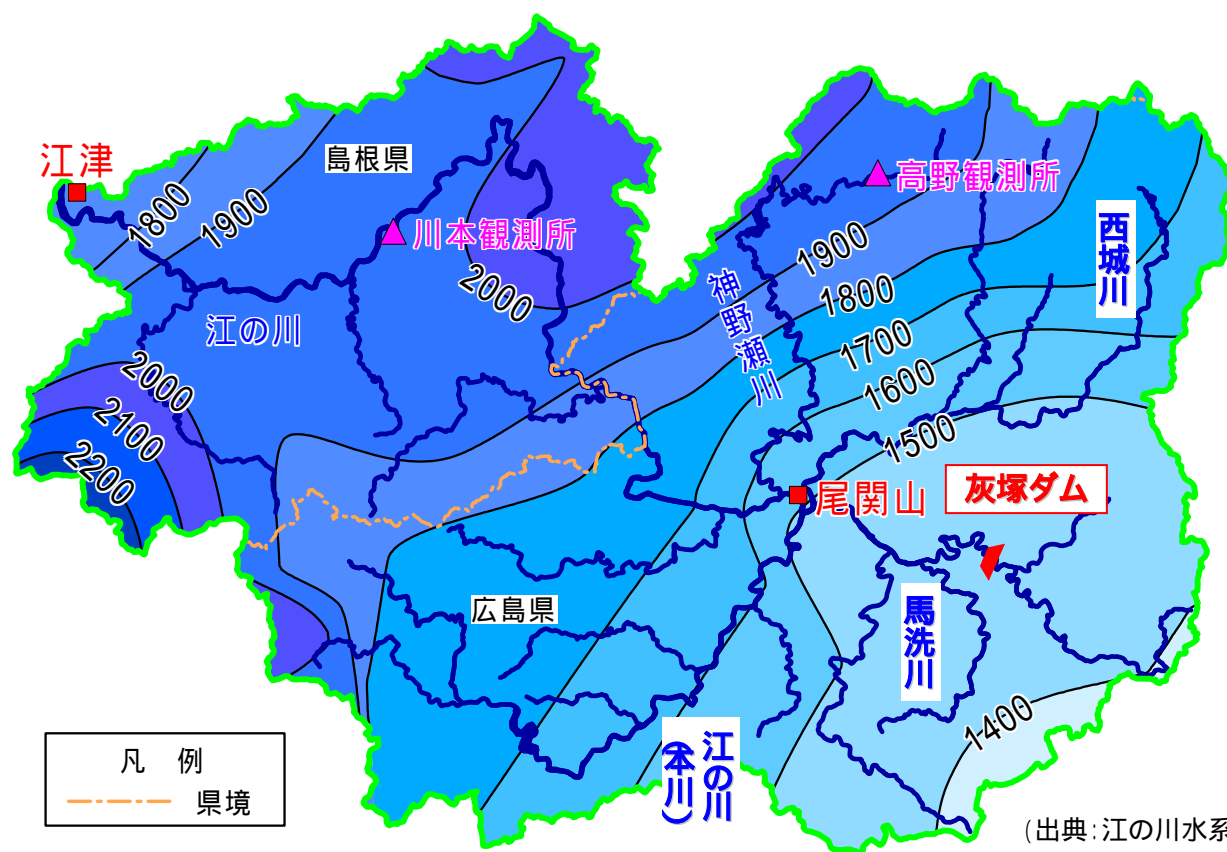 江津
島根県
高野観測所
川本観測所
西城川
1800
1900
2000
1900
1800
1700
1600
1500
神野瀬川
江の川
2000
2100
2200
尾関山
灰塚ダム
広島県
馬洗川
1400
江の川
(本川)
凡 例
県境
(出典:江の川水系